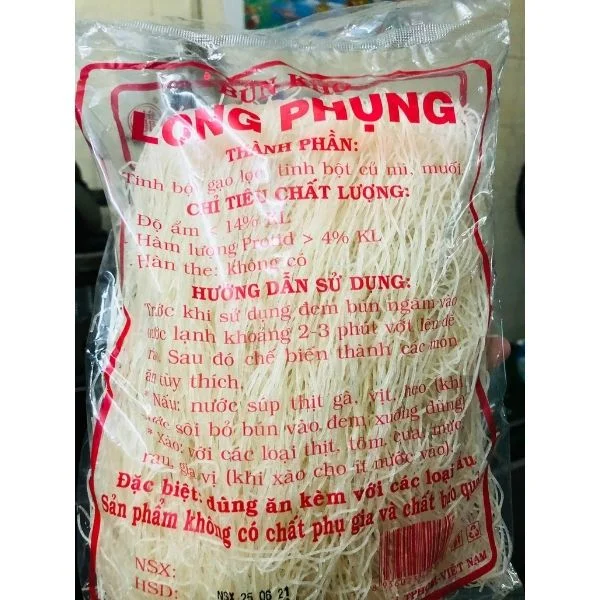 BÚN KHÔ
LONG PHỤNG
THÀNH PHẦN:
Tinh bột gạo lọc, tinh bột củ mì, muối
CHỈ TIÊU CHẤT LƯỢNG:
- Độ ẩm < 14% KL
- Hàm lượng Protid > 4% KL
- Hàn the: không có
HƯỚNG DẪN SỬ DỤNG:
Trước khi sử dụng đem bún ngâm vào
nước lạnh khoảng 2-3 phút vớt lên để
ráo. Sau đó chế biến thành các món
ăn tùy thích.
* Nấu: nước súp thịt gà, vịt, heo (khi
nước sôi bỏ bún vào đem xuống dùng)
* Xào: với các loại thịt, tôm, cua, mực
rau, gia vị (khi xào cho ít nước vào).
Đặc biệt: dùng ăn kèm với các loại
Sản phẩm không có chất phụ gia và chất bảo quản
NSX:
HSD:
NSX 25 06 21
TPHCM-VIỆT NAM